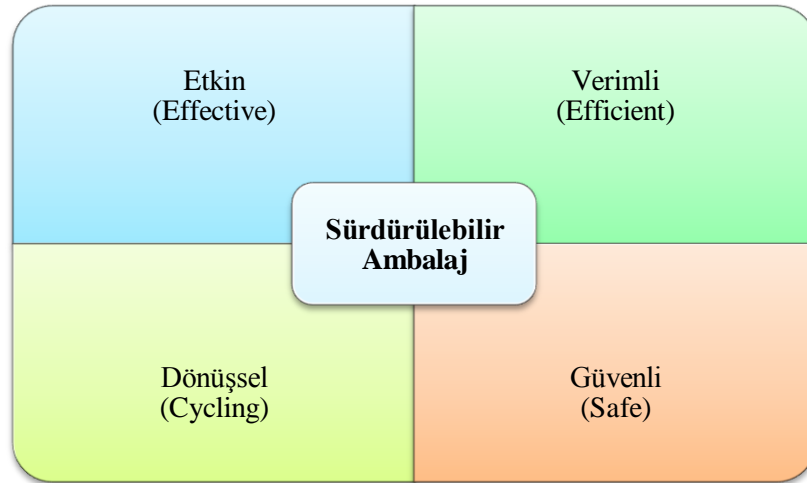 Etkin
(Effective)
Verimli
(Efficient)
Sürdürülebilir
Ambalaj
Dönüşsel
(Cycling)
Güvenli
(Safe)